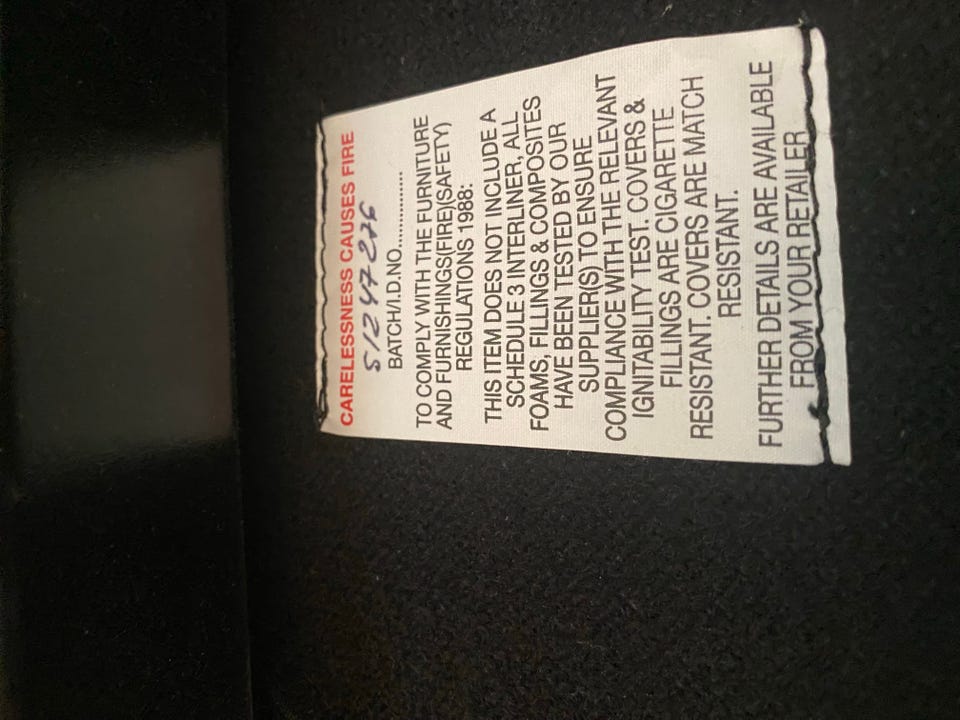 CARELESSNESS CAUSES FIRE
51247276
BATCH/I.D.NO................
TO COMPLY WITH THE FURNITURE
AND FURNISHINGS(FIRE)(SAFETY)
REGULATIONS 1988:
THIS ITEM DOES NOT INCLUDE A
SCHEDULE 3 INTERLINER, ALL
FOAMS, FILLINGS & COMPOSITES
HAVE BEEN TESTED BY OUR
SUPPLIER(S) TO ENSURE
COMPLIANCE WITH THE RELEVANT
IGNITABILITY TEST. COVERS &
FILLINGS ARE CIGARETTE
RESISTANT. COVERS ARE MATCH
RESISTANT.
FURTHER DETAILS ARE AVAILABLE
FROM YOUR RETAILER